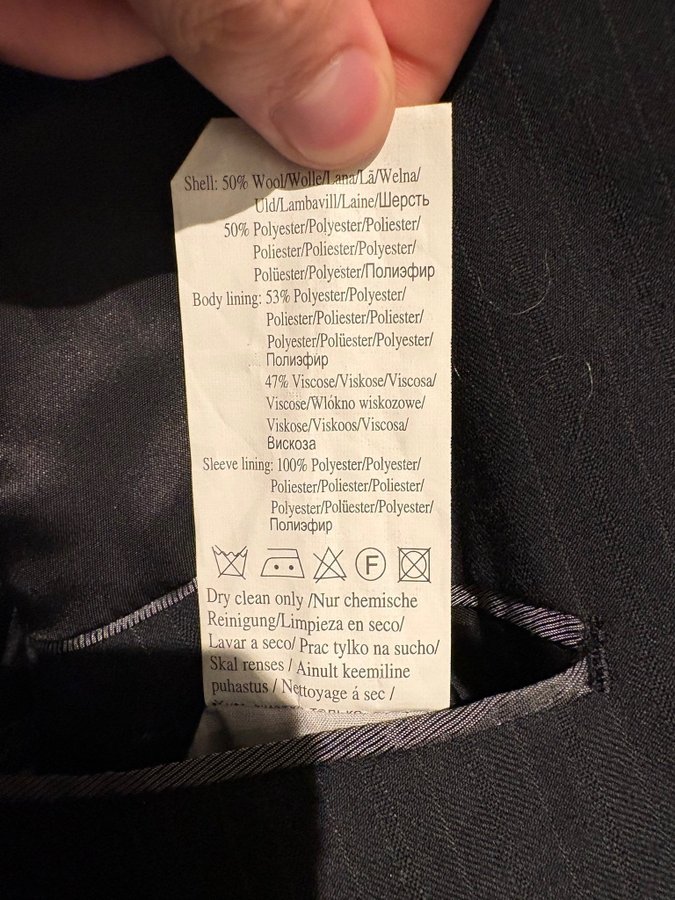 Shell: 50% Wool/Wolle/Lana/Lã/Wełna/
Uld/Lambavill/Laine/Шерсть
50% Polyester/Polyester/Poliester/
Poliester/Poliester/Polyester/
Polüester/Polyester/Полиэфир
Body lining: 53% Polyester/Polyester/
Poliester/Poliester/Poliester/
Polyester/Polüester/Polyester/
Полиэфир
47% Viscose/Viskose/Viscosa/
Viscose/Wlókno wiskozowe/
Viskose/Viskoos/Viscosa/
Вискоза
Sleeve lining: 100% Polyester/Polyester/
Poliester/Poliester/Poliester/
Polyester/Polüester/Polyester/
Полиэфир
F
Dry clean only /Nur chemische
Reinigung/Limpieza en seco/
Lavar a seco/ Prac tylko na sucho/
Skal renses / Ainult keemiline
puhastus / Nettoyage á sec /